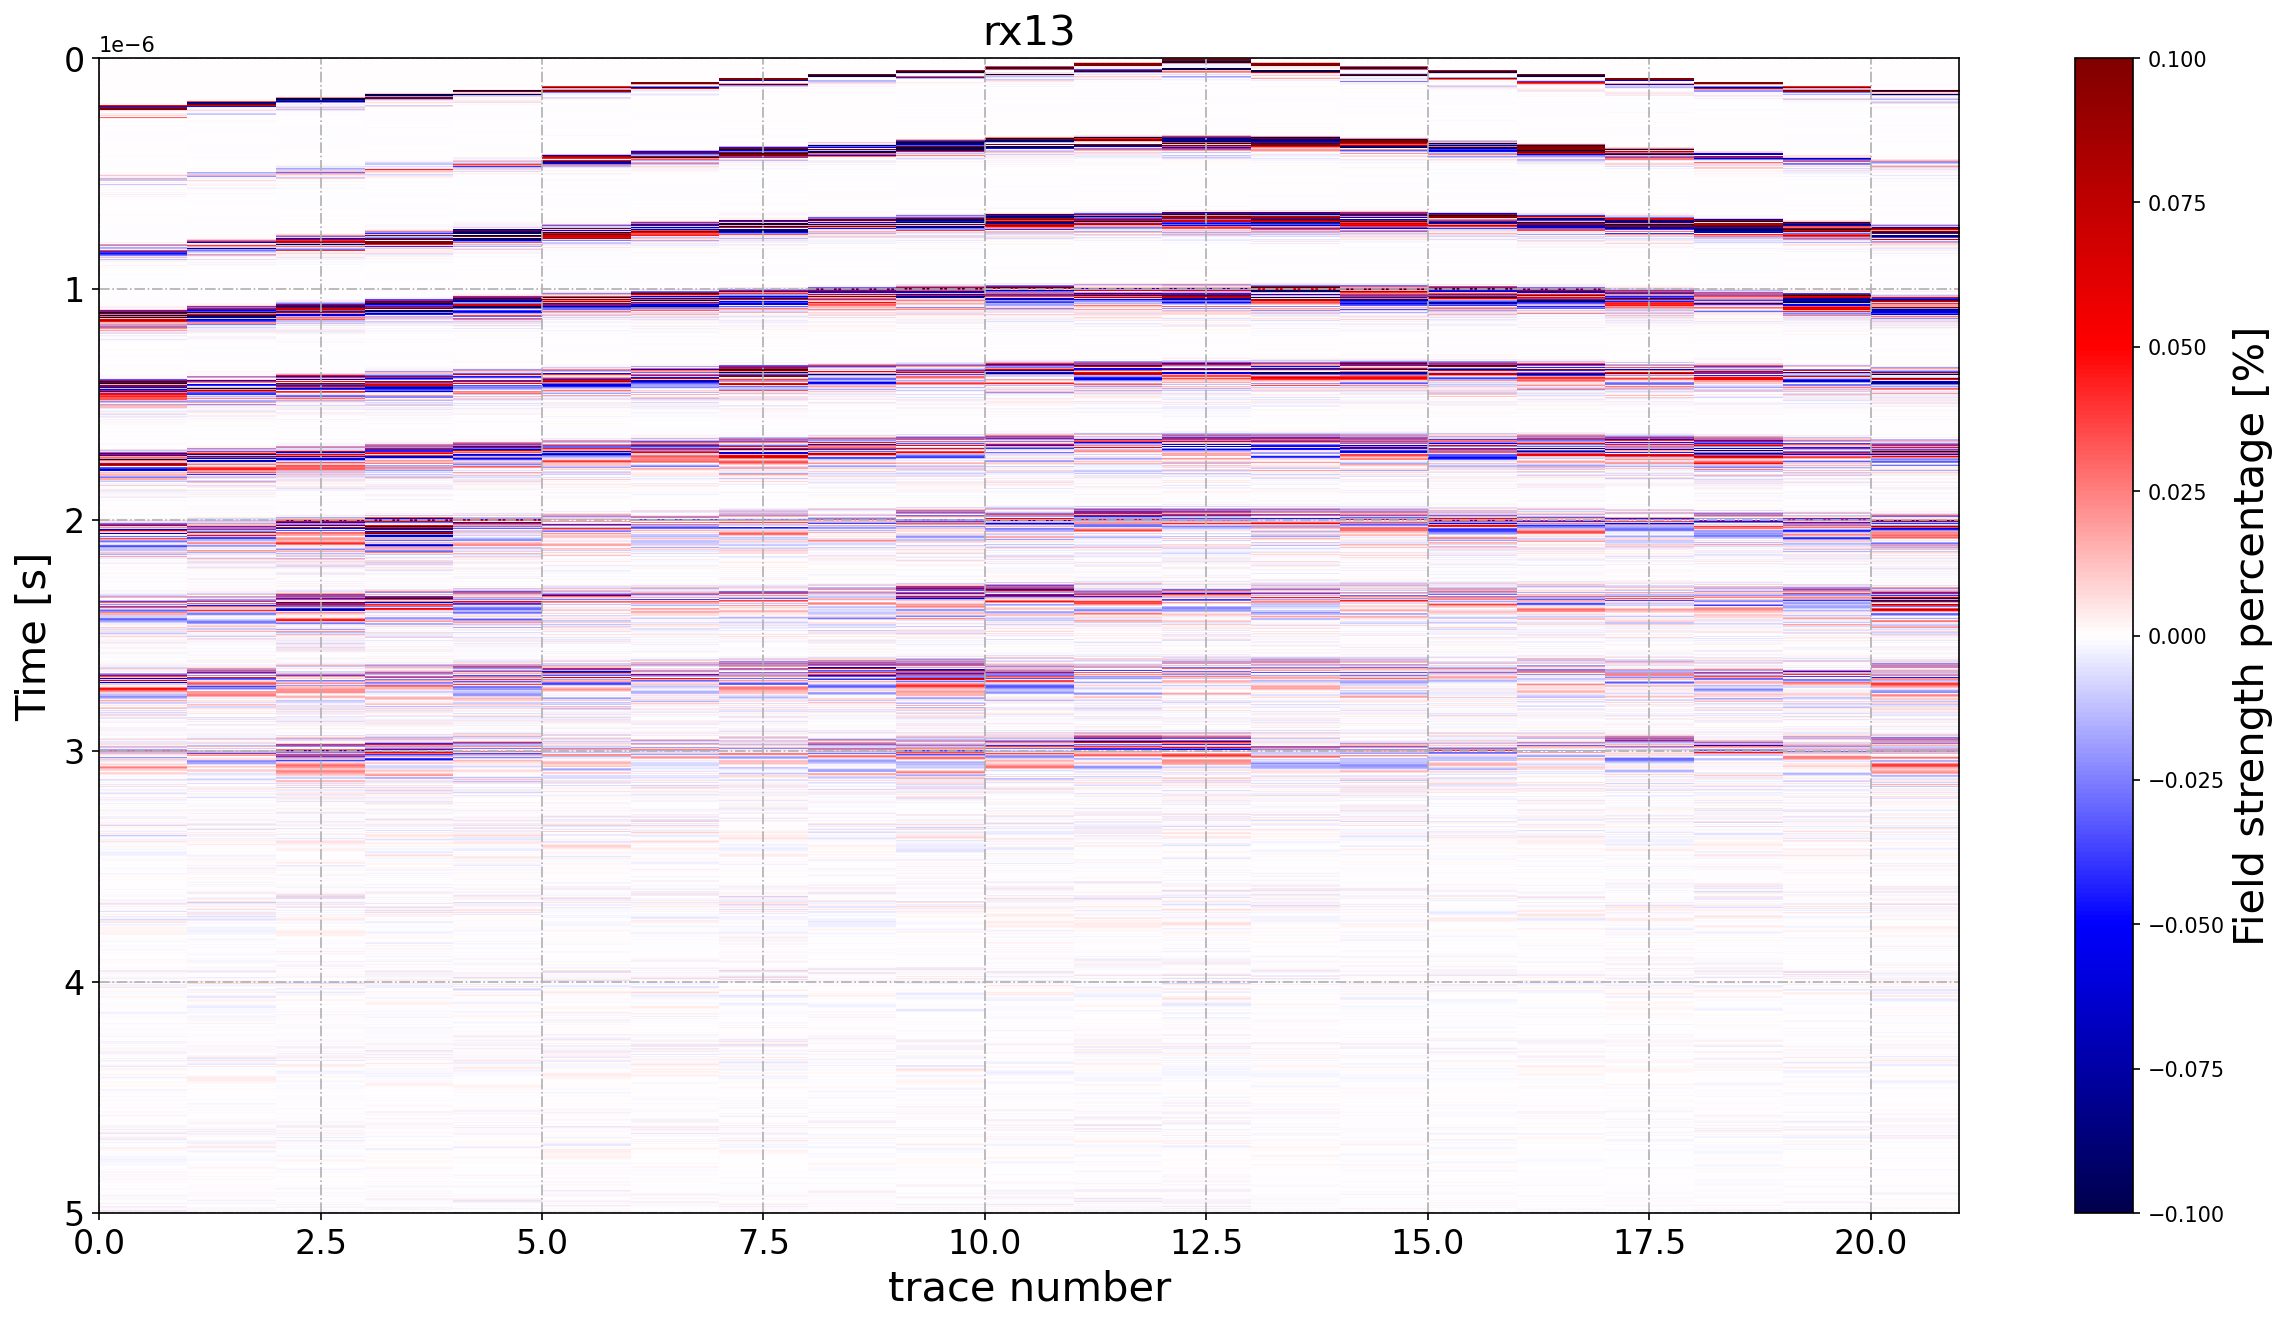 rx13
1e−6
0
1
2
3
4
5
Time [s]
0.0 2.5 5.0 7.5 10.0 12.5 15.0 17.5 20.0
trace number
0.100
0.075
0.050
0.025
0.000
−0.025
−0.050
−0.075
−0.100
Field strength percentage [%]